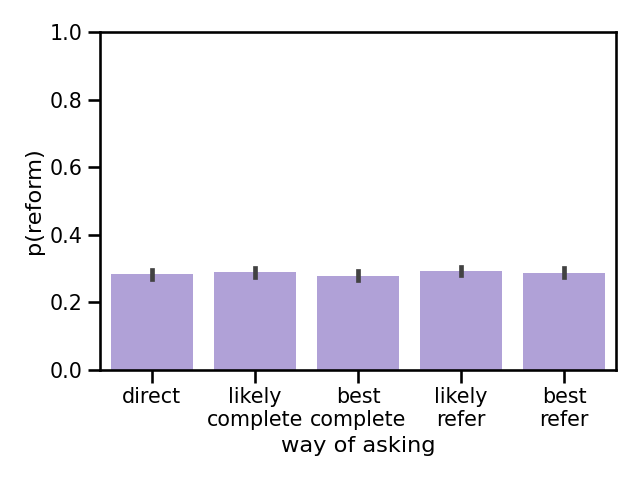 1.0
0.8
0.6
0.4
0.2
0.0
p(reform)
direct
likely
complete
best
complete
likely
refer
best
refer
way of asking